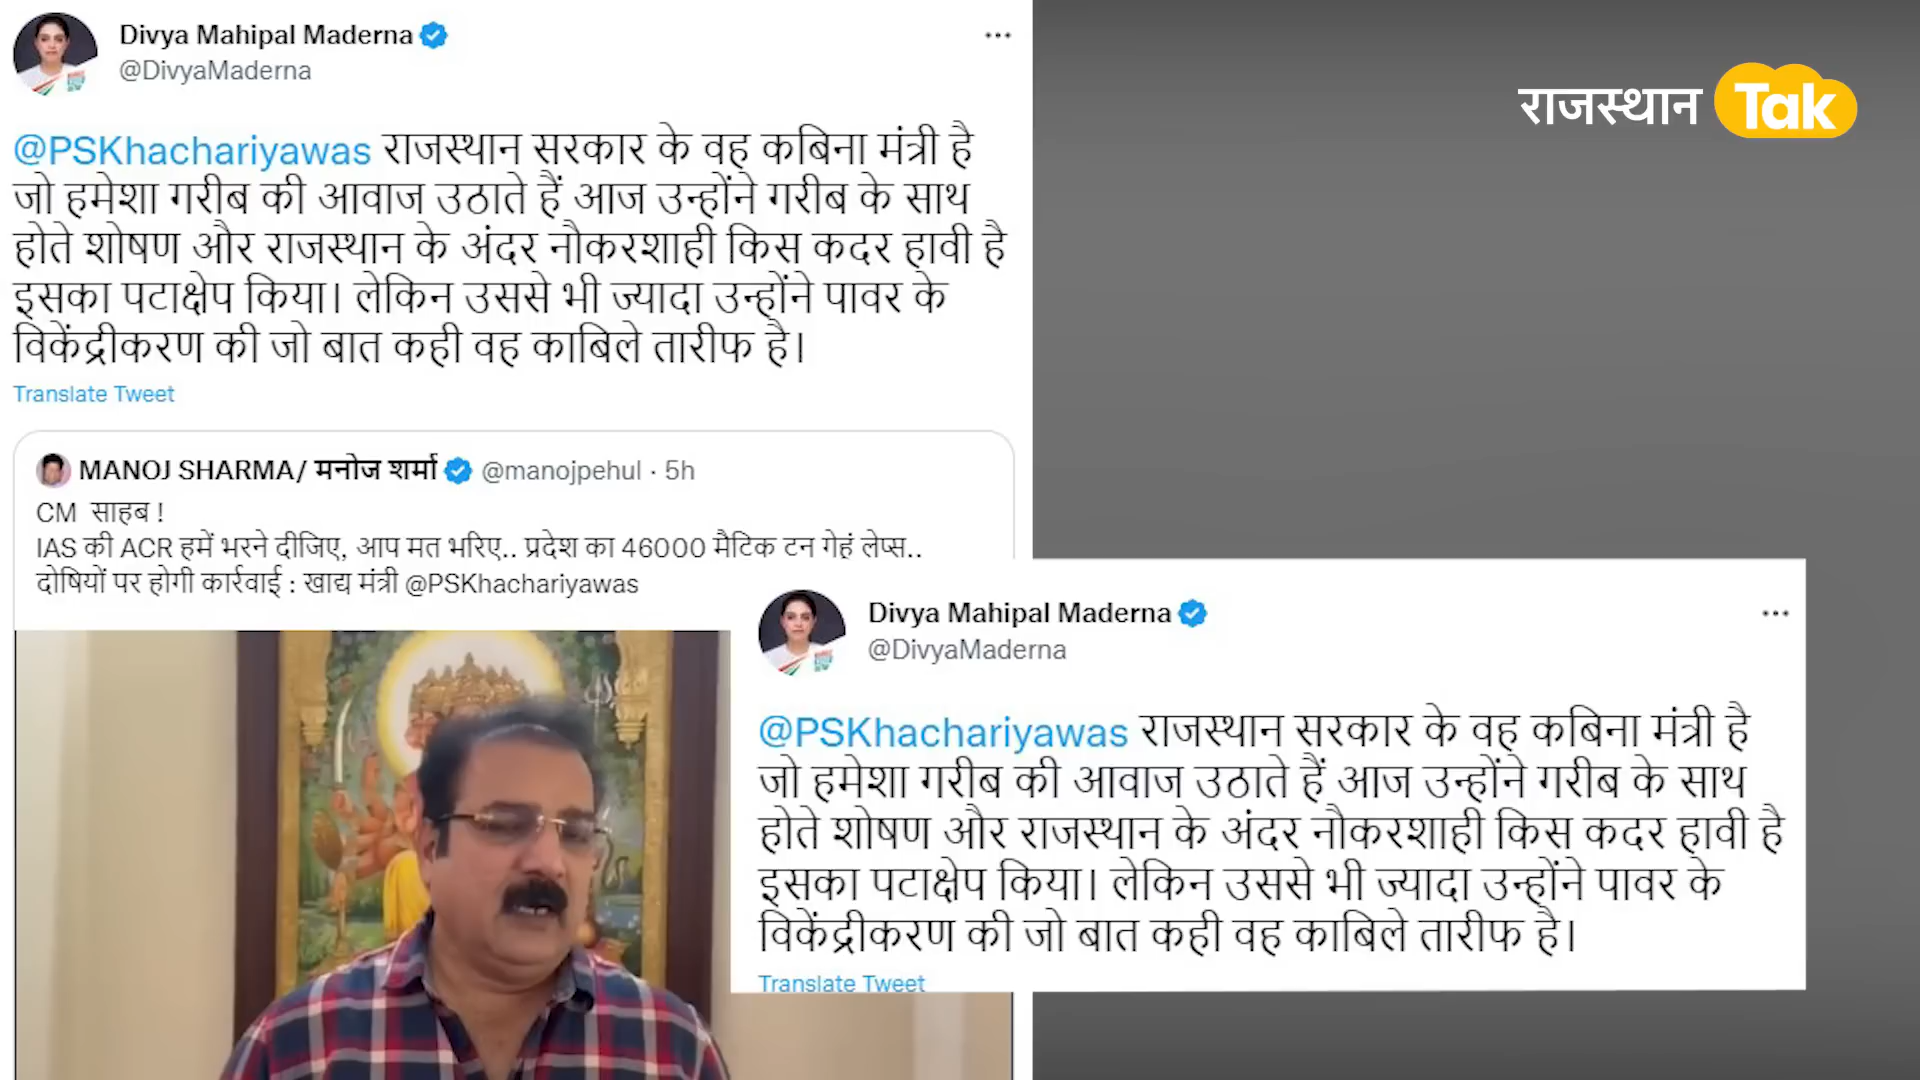 Divya Mahipal Maderna
@DivyaMaderna
@PSKhachariyawas राजस्थान सरकार के वह कबिना मंत्री है
जो हमेशा गरीब की आवाज उठाते हैं आज उन्होंने गरीब के साथ
होते शोषण और राजस्थान के अंदर नौकरशाही किस कदर हावी है
इसका पटाक्षेप किया। लेकिन उससे भी ज्यादा उन्होंने पावर के
विकेंद्रीकरण की जो बात कही वह काबिले तारीफ है।
Translate Tweet
MANOJ SHARMA/ मनोज शर्मा @manojpehul · 5h
CM साहब !
IAS की ACR हमें भरने दीजिए, आप मत भरिए.. प्रदेश का 46000 मैटिक टन गेहूं लेप्स..
दोषियों पर होगी कार्रवाई : खाद्य मंत्री @PSKhachariyawas
राजस्थान Tak
Divya Mahipal Maderna
@DivyaMaderna
@PSKhachariyawas राजस्थान सरकार के वह कबिना मंत्री है
जो हमेशा गरीब की आवाज उठाते हैं आज उन्होंने गरीब के साथ
होते शोषण और राजस्थान के अंदर नौकरशाही किस कदर हावी है
इसका पटाक्षेप किया। लेकिन उससे भी ज्यादा उन्होंने पावर के
विकेंद्रीकरण की जो बात कही वह काबिले तारीफ है।
Translate Tweet